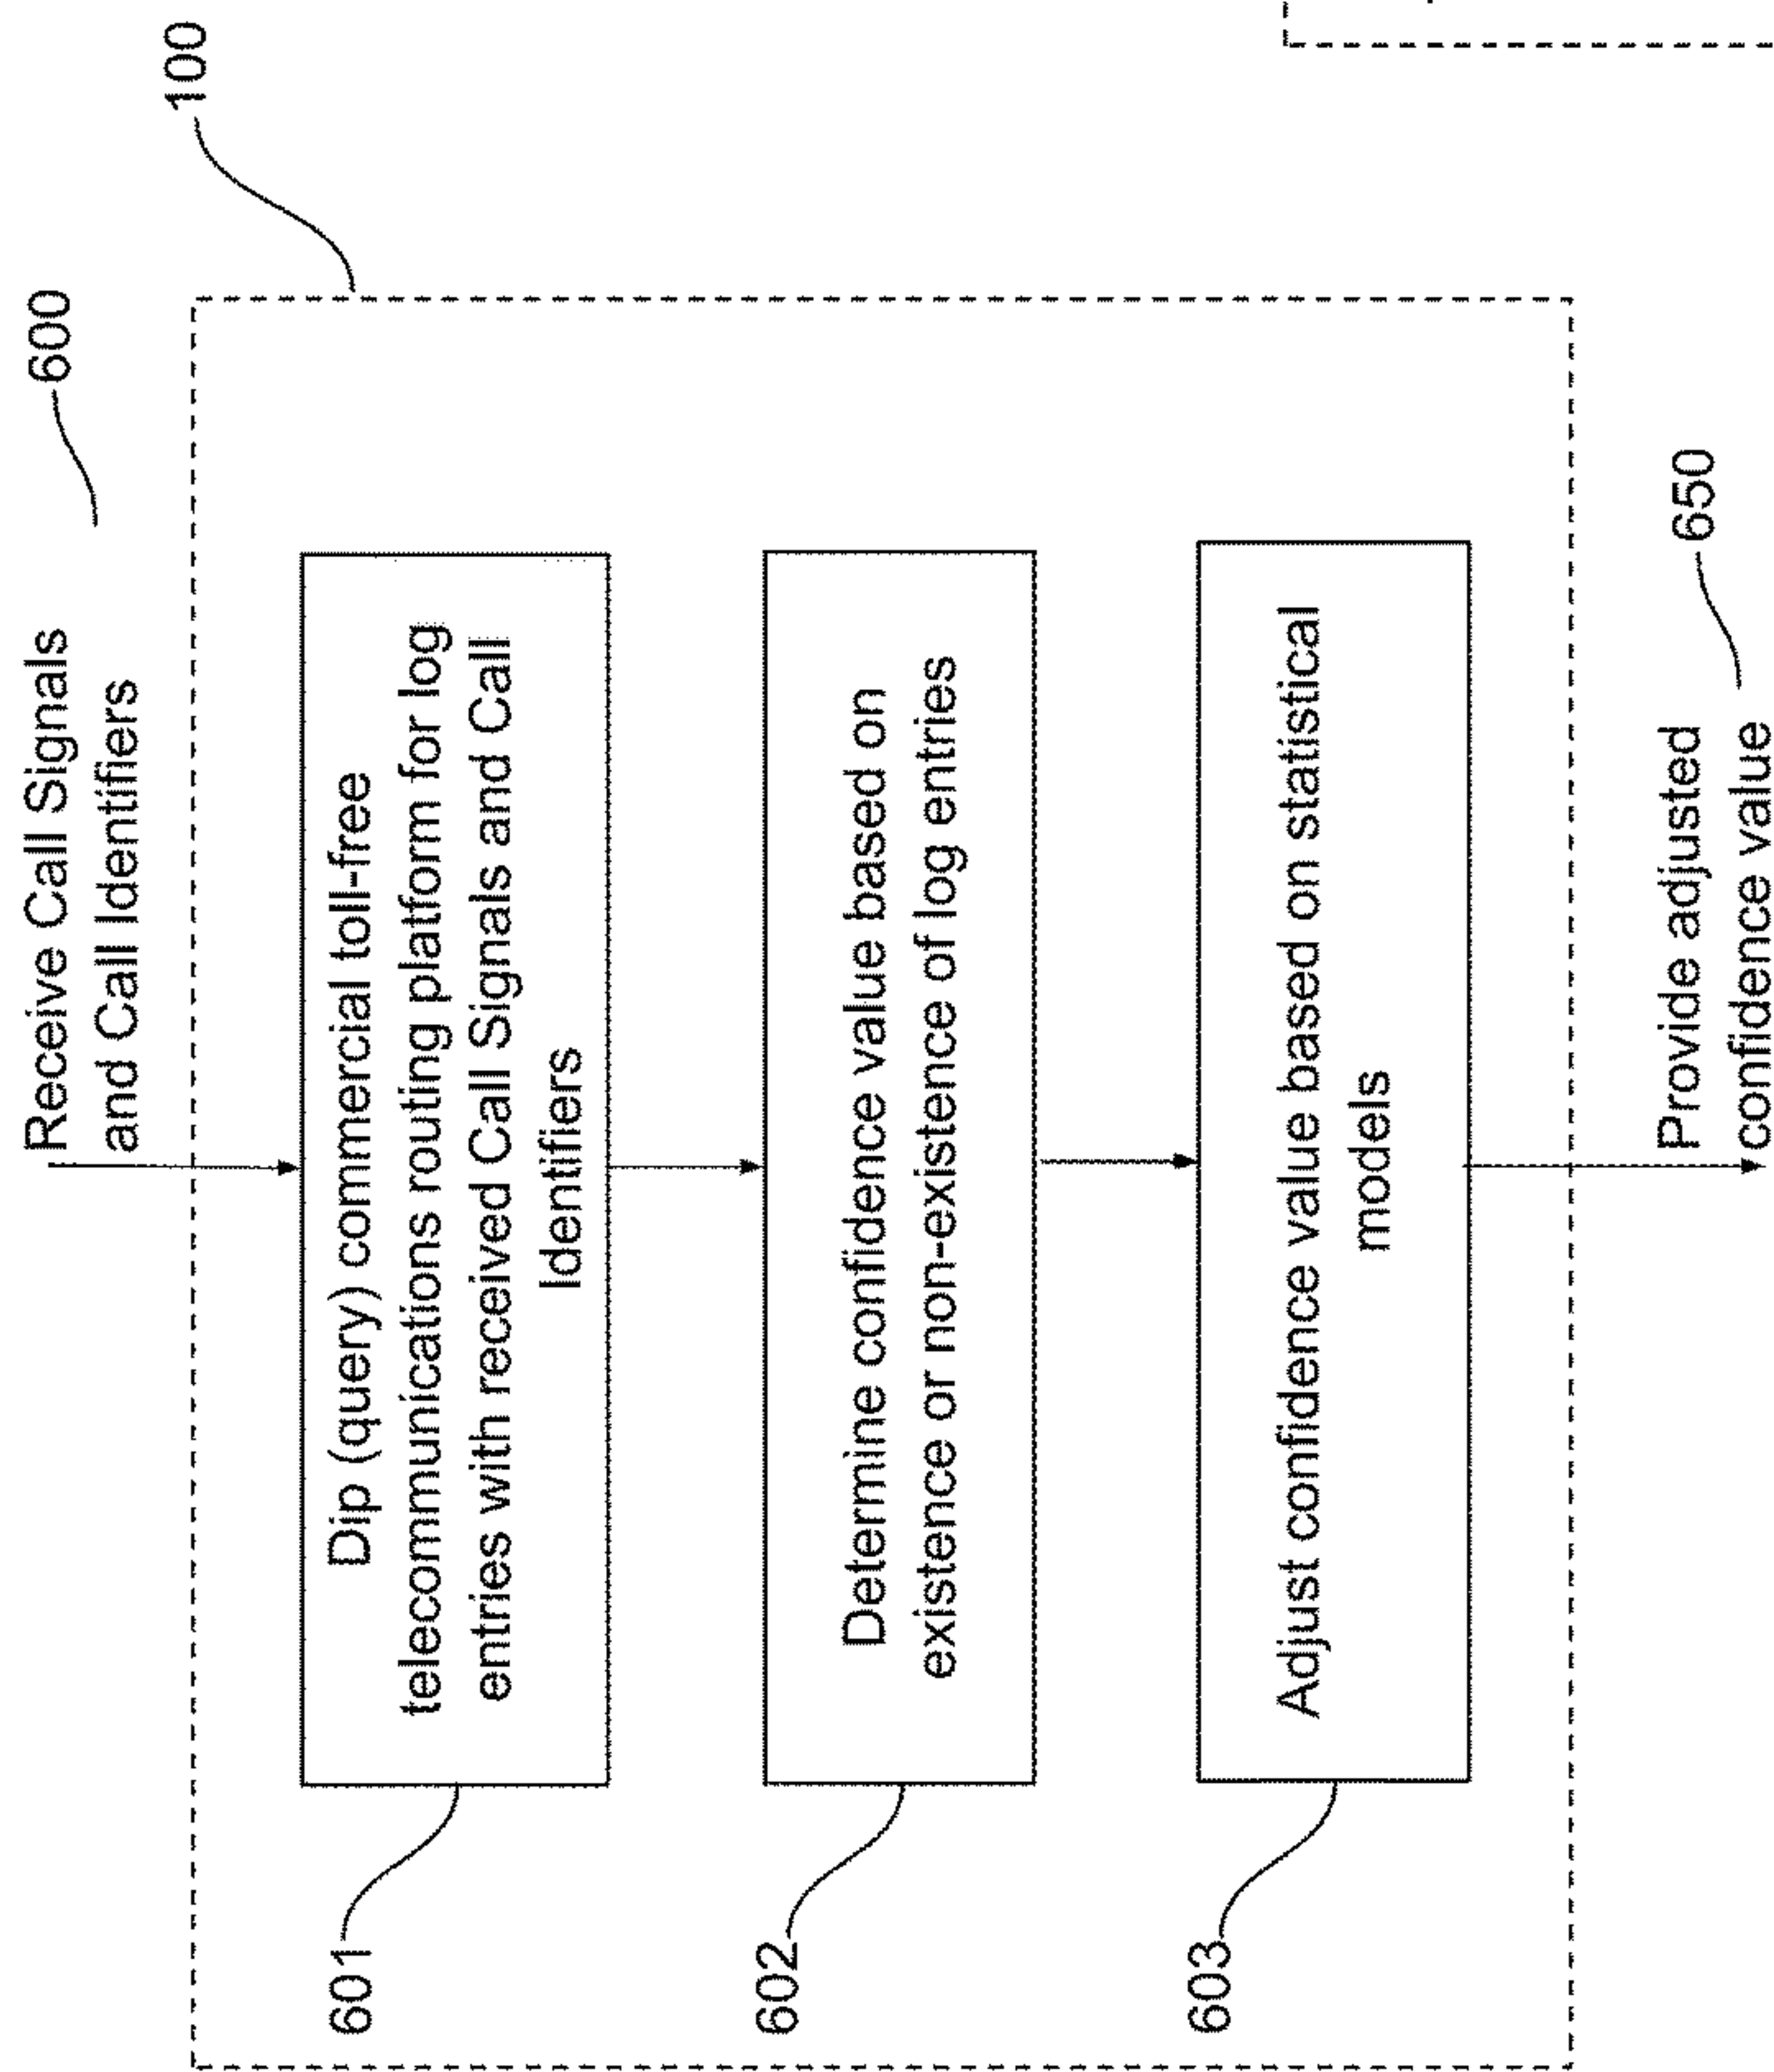 Receive Call Signals
and Call Identifiers
600
100
601
Dip (query) commercial toll-free
telecommunications routing platform for log
entries with received Call Signals and Call
Identifiers
602
Determine confidence value based on
existence or non-existence of log entries
603
Adjust confidence value based on statistical
models
Provide adjusted
confidence value
650